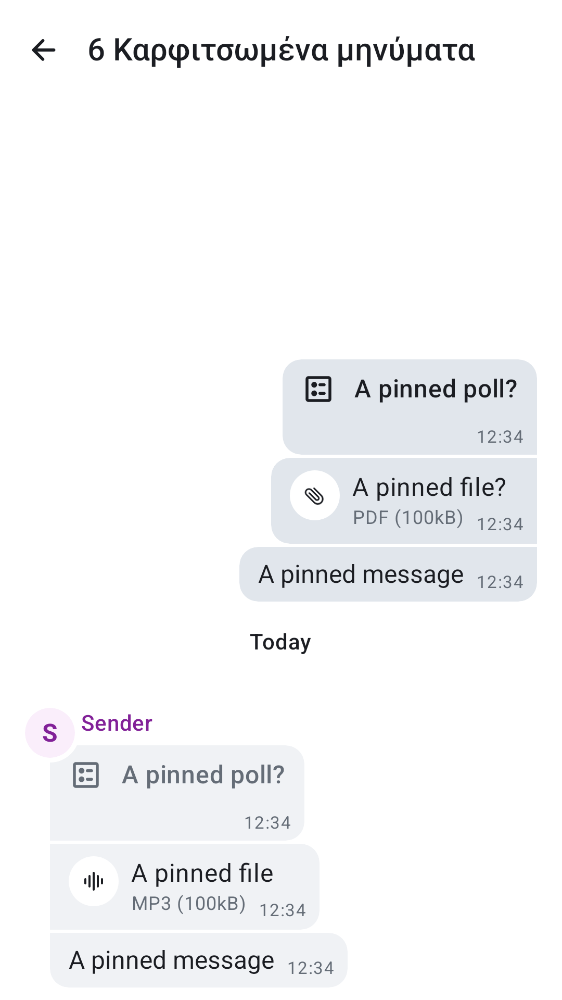 6 Καρφιτσωμένα μηνύματα
A pinned poll?
12:34
A pinned file?
PDF (100kB) 12:34
A pinned message 12:34
Today
S Sender
A pinned poll?
12:34
A pinned file
MP3 (100kB) 12:34
A pinned message 12:34